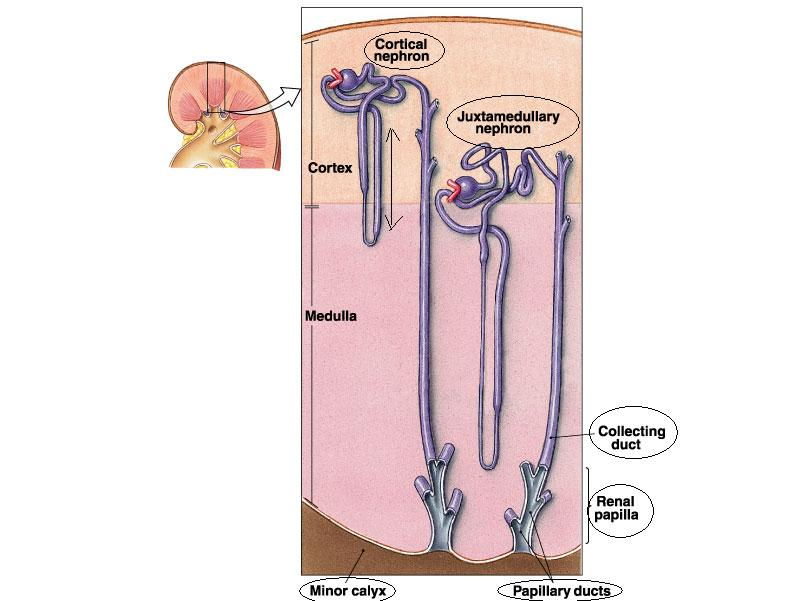 Cortical
nephron
Juxtamedullary
nephron
Cortex
Medulla
Collecting
duct
Renal
papilla
Minor calyx
Papillary ducts